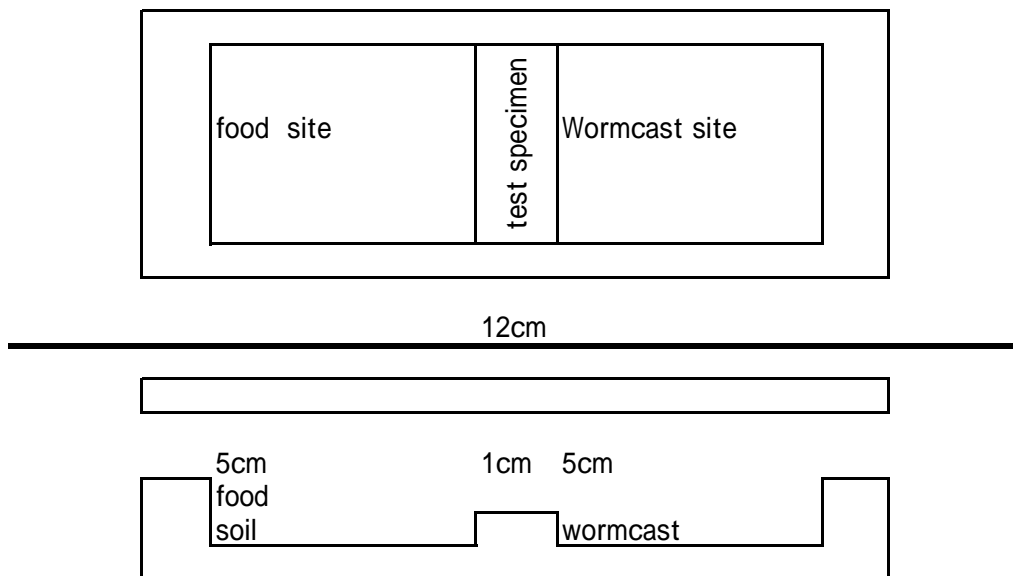 food site
test specimen
Wormcast site
12cm
5cm
1cm
5cm
food
soil
wormcast